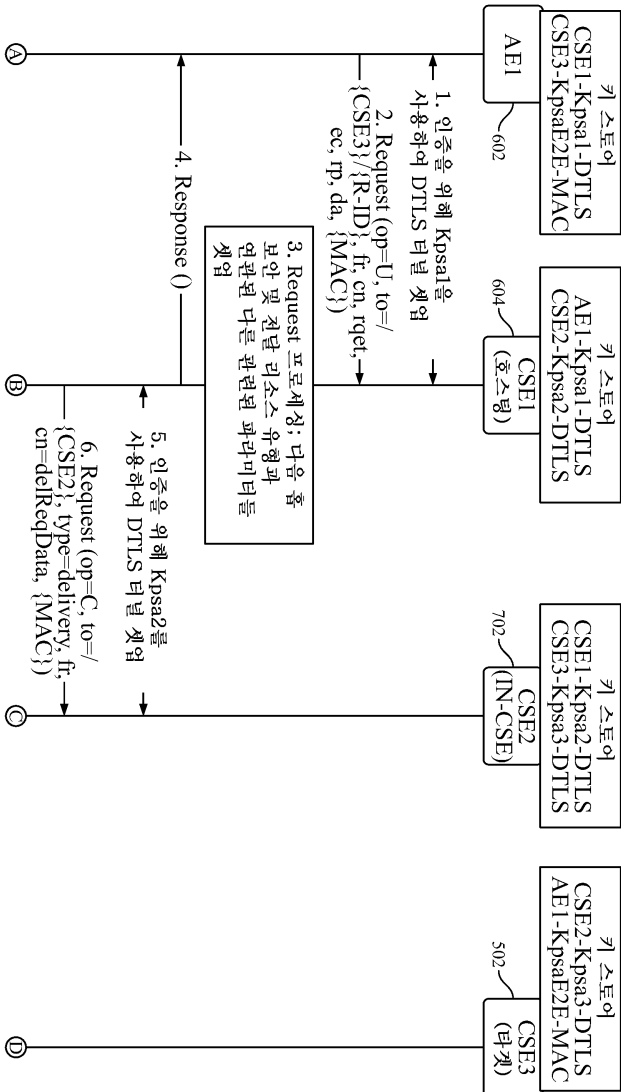 키 스토어
CSE1-Kpsa1-DTLS
CSE3-KpsaE2E-MAC
AE1
602
키 스토어
AE1-Kpsa1-DTLS
CSE2-Kpsa2-DTLS
604
CSE1
(호스팅)
키 스토어
CSE1-Kpsa2-DTLS
CSE3-Kpsa3-DTLS
702
CSE2
(IN-CSE)
키 스토어
CSE2-Kpsa3-DTLS
AE1-KpsaE2E-MAC
502
CSE3
(타겟)
1. 인증을 위해 Kpsa1을
사용하여 DTLS 터널 셋업
2. Request (op=U, to=/
{CSE3}/{R-ID}, fr, cn, rqet,
ec, rp, da, {MAC})
3. Request 프로세싱; 다음 홉
보안 및 전달 리소스 유형과
연관된 다른 관련된 파라미터들
셋업
4. Response ()
5. 인증을 위해 Kpsa2를
사용하여 DTLS 터널 셋업
6. Request (op=C, to=/
{CSE2}, type=delivery, fr,
cn=delReqData, {MAC})
A
B
C
D